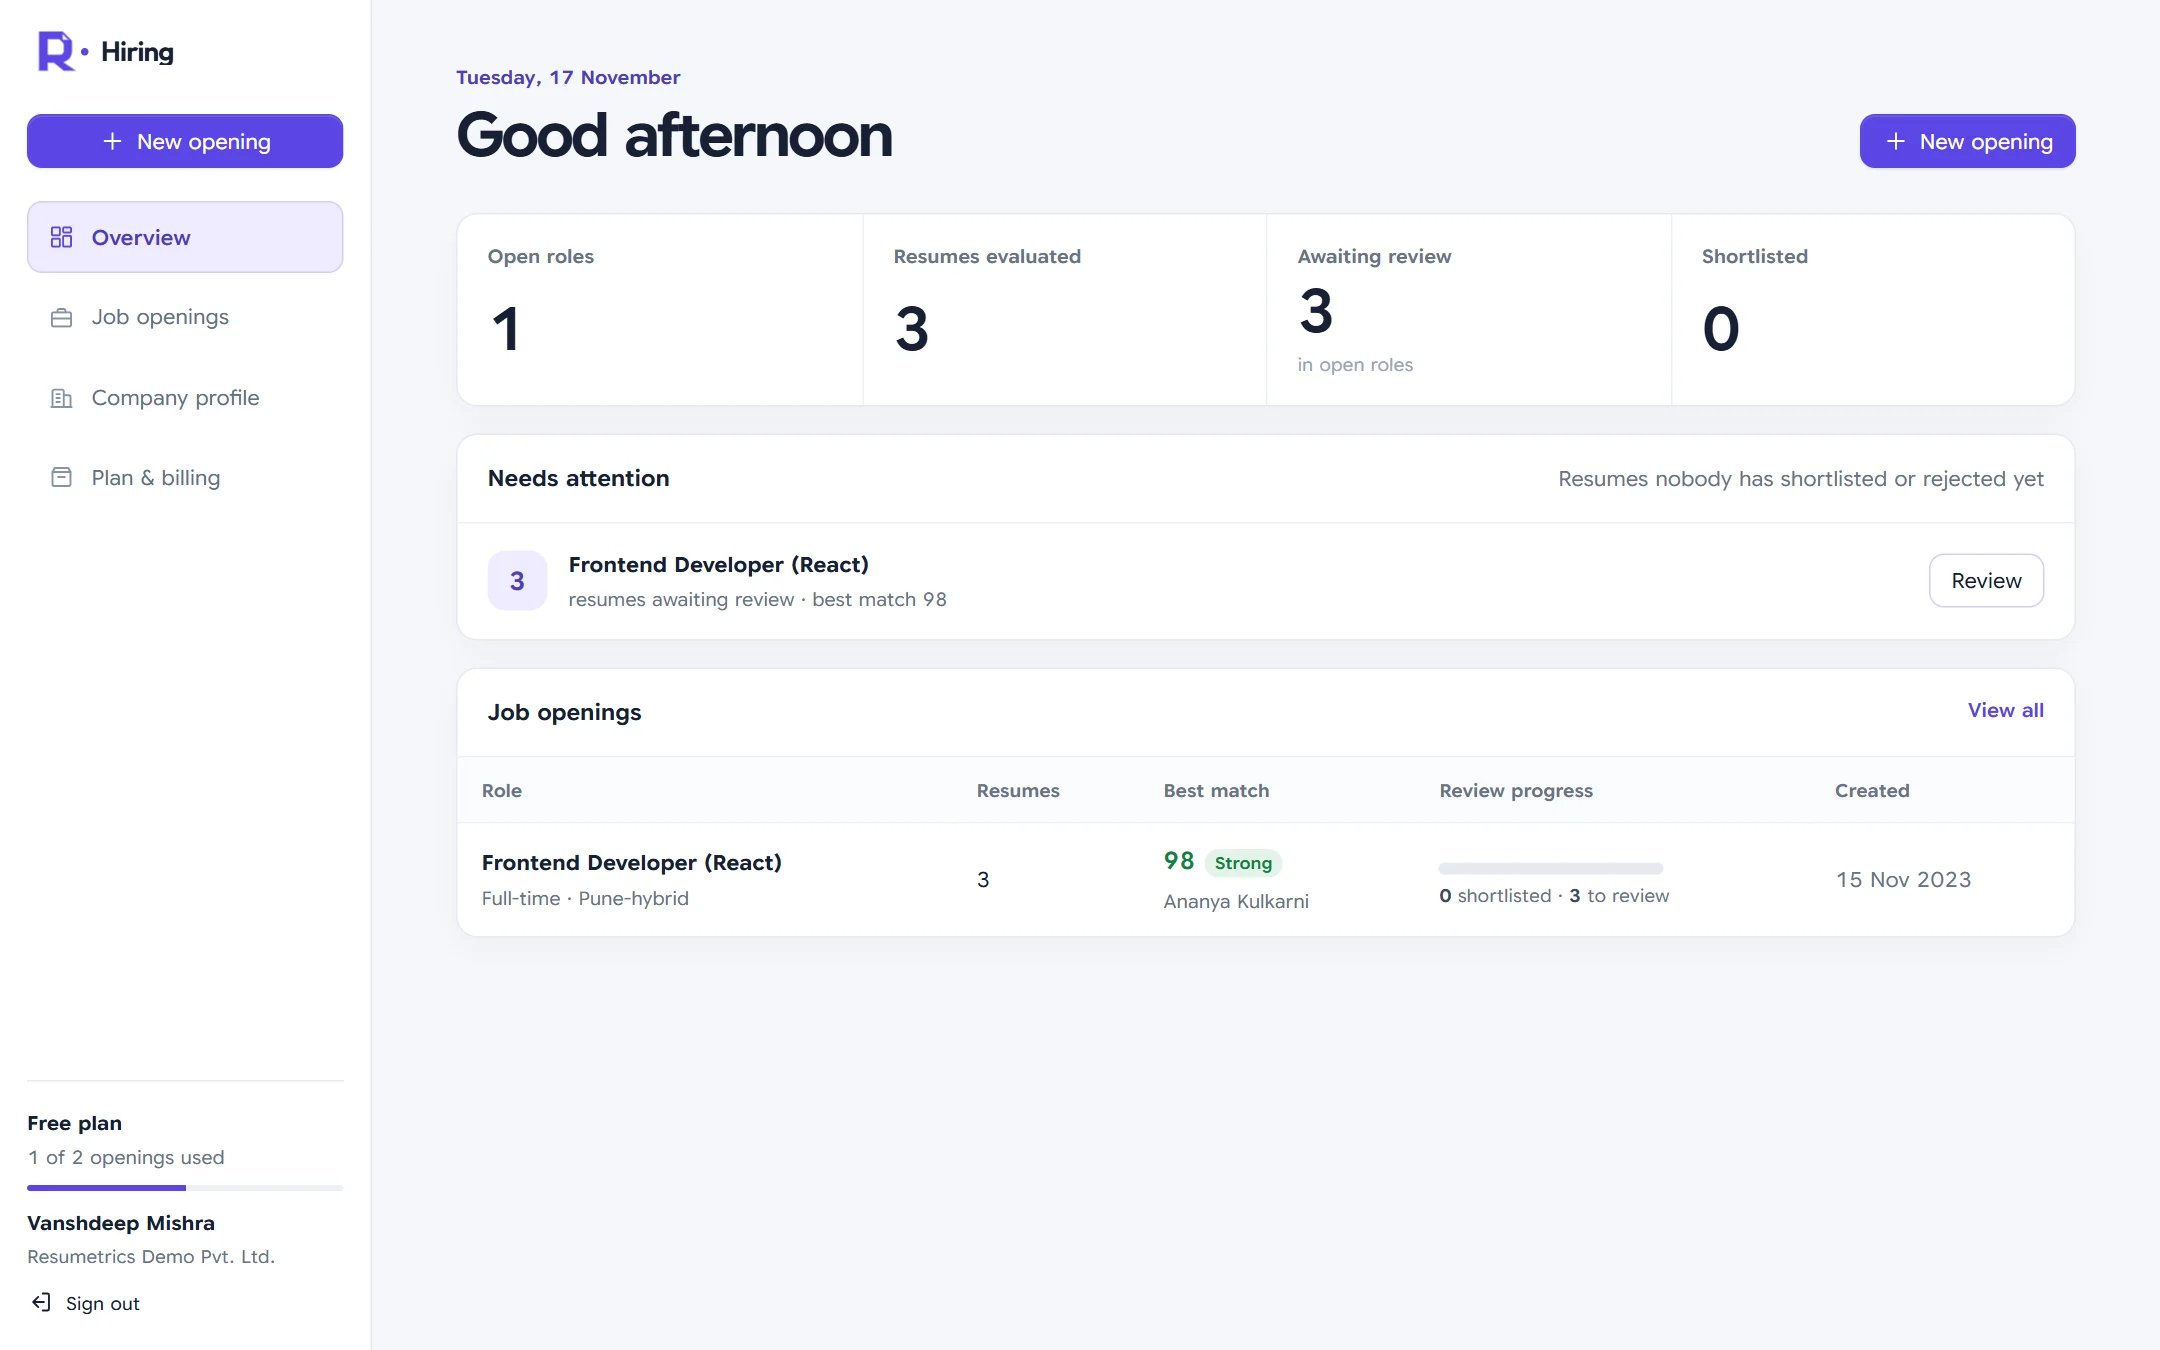 R· Hiring
+ New opening
Overview
Job openings
Company profile
Plan & billing
Free plan
1 of 2 openings used
Vanshdeep Mishra
Resumetrics Demo Pvt. Ltd.
Sign out
Tuesday, 17 November
Good afternoon
+ New opening
Open roles
1
Resumes evaluated
3
Awaiting review
3
in open roles
Shortlisted
0
Needs attention
Resumes nobody has shortlisted or rejected yet
3
Frontend Developer (React)
resumes awaiting review · best match 98
Review
Job openings
View all
Role Resumes Best match Review progress Created
Frontend Developer (React)
Full-time · Pune-hybrid
3
98 Strong
Ananya Kulkarni
0 shortlisted · 3 to review
15 Nov 2023